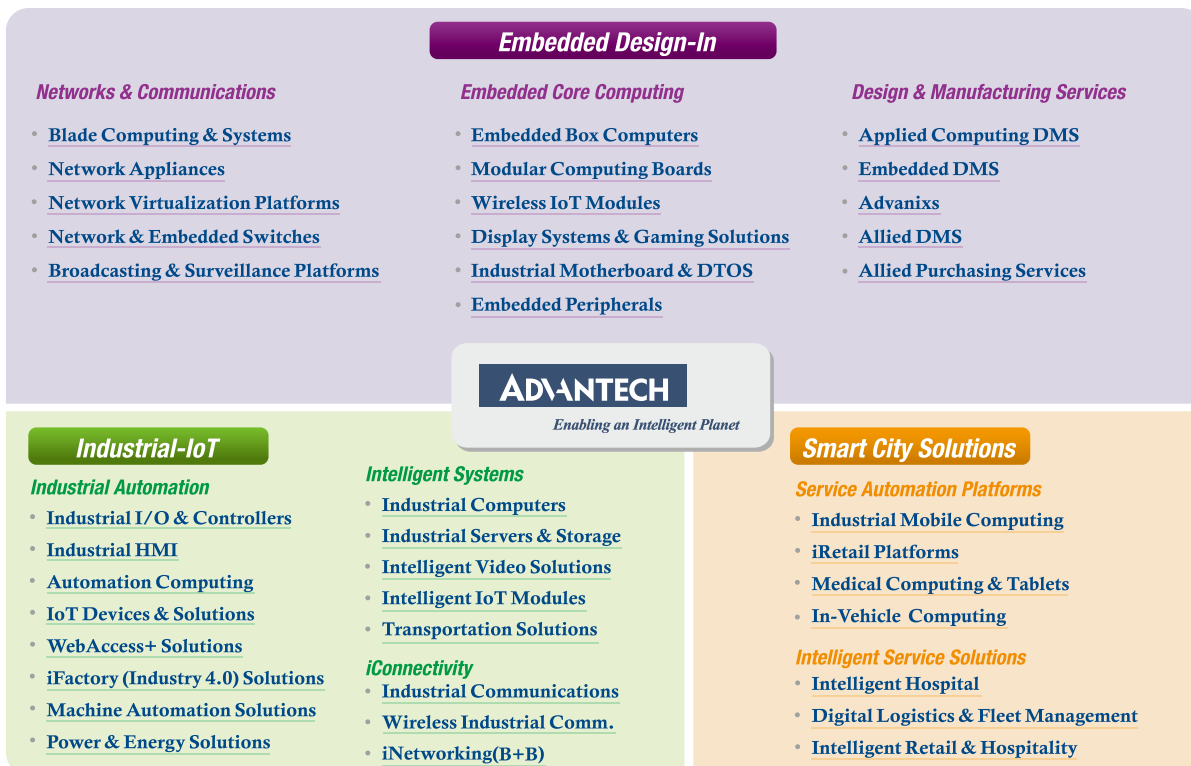 Embedded Design-In
Networks & Communications
Blade Computing & Systems
Network Appliances
Network Virtualization Platforms
Network & Embedded Switches
Broadcasting & Surveillance Platforms
Embedded Core Computing
Embedded Box Computers
Modular Computing Boards
Wireless IoT Modules
Display Systems & Gaming Solutions
Industrial Motherboard & DTOS
Embedded Peripherals
Design & Manufacturing Services
Applied Computing DMS
Embedded DMS
Advanixs
Allied DMS
Allied Purchasing Services
ADVANTECH
Enabling an Intelligent Planet
Industrial-IoT
Industrial Automation
Industrial I/O & Controllers
Industrial HMI
Automation Computing
IoT Devices & Solutions
WebAccess+ Solutions
iFactory (Industry 4.0) Solutions
Machine Automation Solutions
Power & Energy Solutions
Intelligent Systems
Industrial Computers
Industrial Servers & Storage
Intelligent Video Solutions
Intelligent IoT Modules
Transportation Solutions
iConnectivity
Industrial Communications
Wireless Industrial Comm.
iNetworking(B+B)
Smart City Solutions
Service Automation Platforms
Industrial Mobile Computing
iRetail Platforms
Medical Computing & Tablets
In-Vehicle Computing
Intelligent Service Solutions
Intelligent Hospital
Digital Logistics & Fleet Management
Intelligent Retail & Hospitality